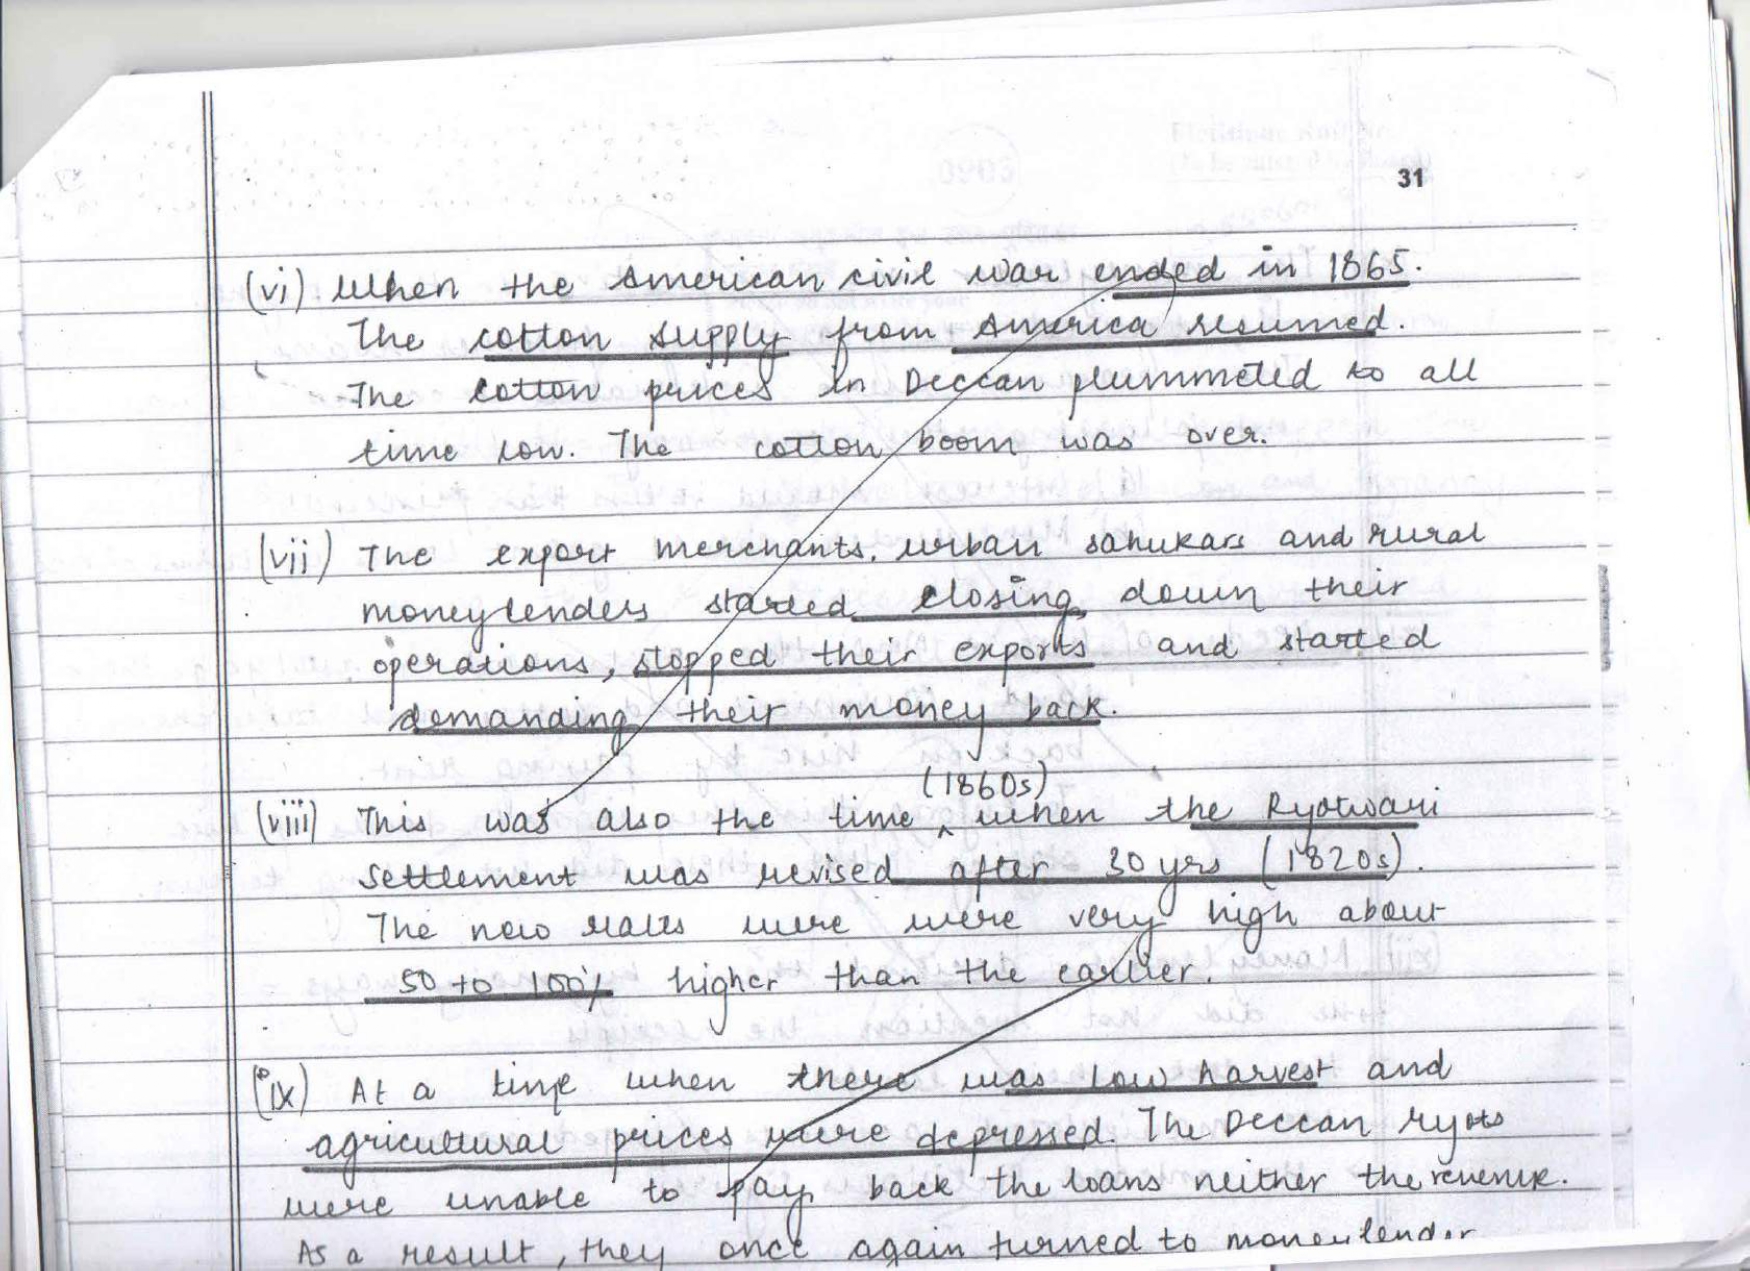 31
(vi) When the American civil war ended in 1865.
The cotton supply from America resumed.
The cotton prices in Deccan plummeted to all
time low. The cotton boom was over.
(vii) The export merchants, urban sahukars and rural
moneylenders started closing down their
operations, stopped their exports and started
demanding their money back.
(1860s)
(viii) This was also the time ^ when the Ryotwari
Settlement was revised after 30 yrs (1820s).
The new rates were were very high about
50 to 100% higher than the earlier.
(ix) At a time when there was low harvest and
agricultural prices were depressed. The Deccan ryots
were unable to pay back the loans neither the revenue.
As a result, they once again turned to moneylender